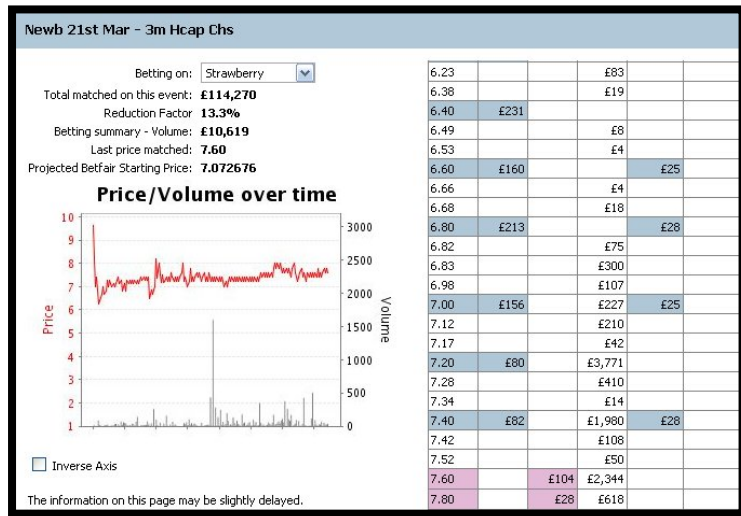 Newb 21st Mar - 3m Hcap Chs
Betting on: Strawberry
Total matched on this event: £114,270
Reduction Factor 13.3%
Betting summary - Volume: £10,619
Last price matched: 7.60
Projected Betfair Starting Price: 7.072676
Price/Volume over time
10
9
8
7
6
5
4
3
2
1
Price
3000
2500
2000
1500
1000
500
0
Volume
Inverse Axis
The information on this page may be slightly delayed.
6.23 £83
6.38 £19
6.40 £231
6.49 £8
6.53 £4
6.60 £160 £25
6.66 £4
6.68 £18
6.80 £213 £28
6.82 £75
6.83 £300
6.98 £107
7.00 £156 £227 £25
7.12 £210
7.17 £42
7.20 £80 £3,771
7.28 £410
7.34 £14
7.40 £82 £1,980 £28
7.42 £108
7.52 £50
7.60 £104 £2,344
7.80 £28 £618